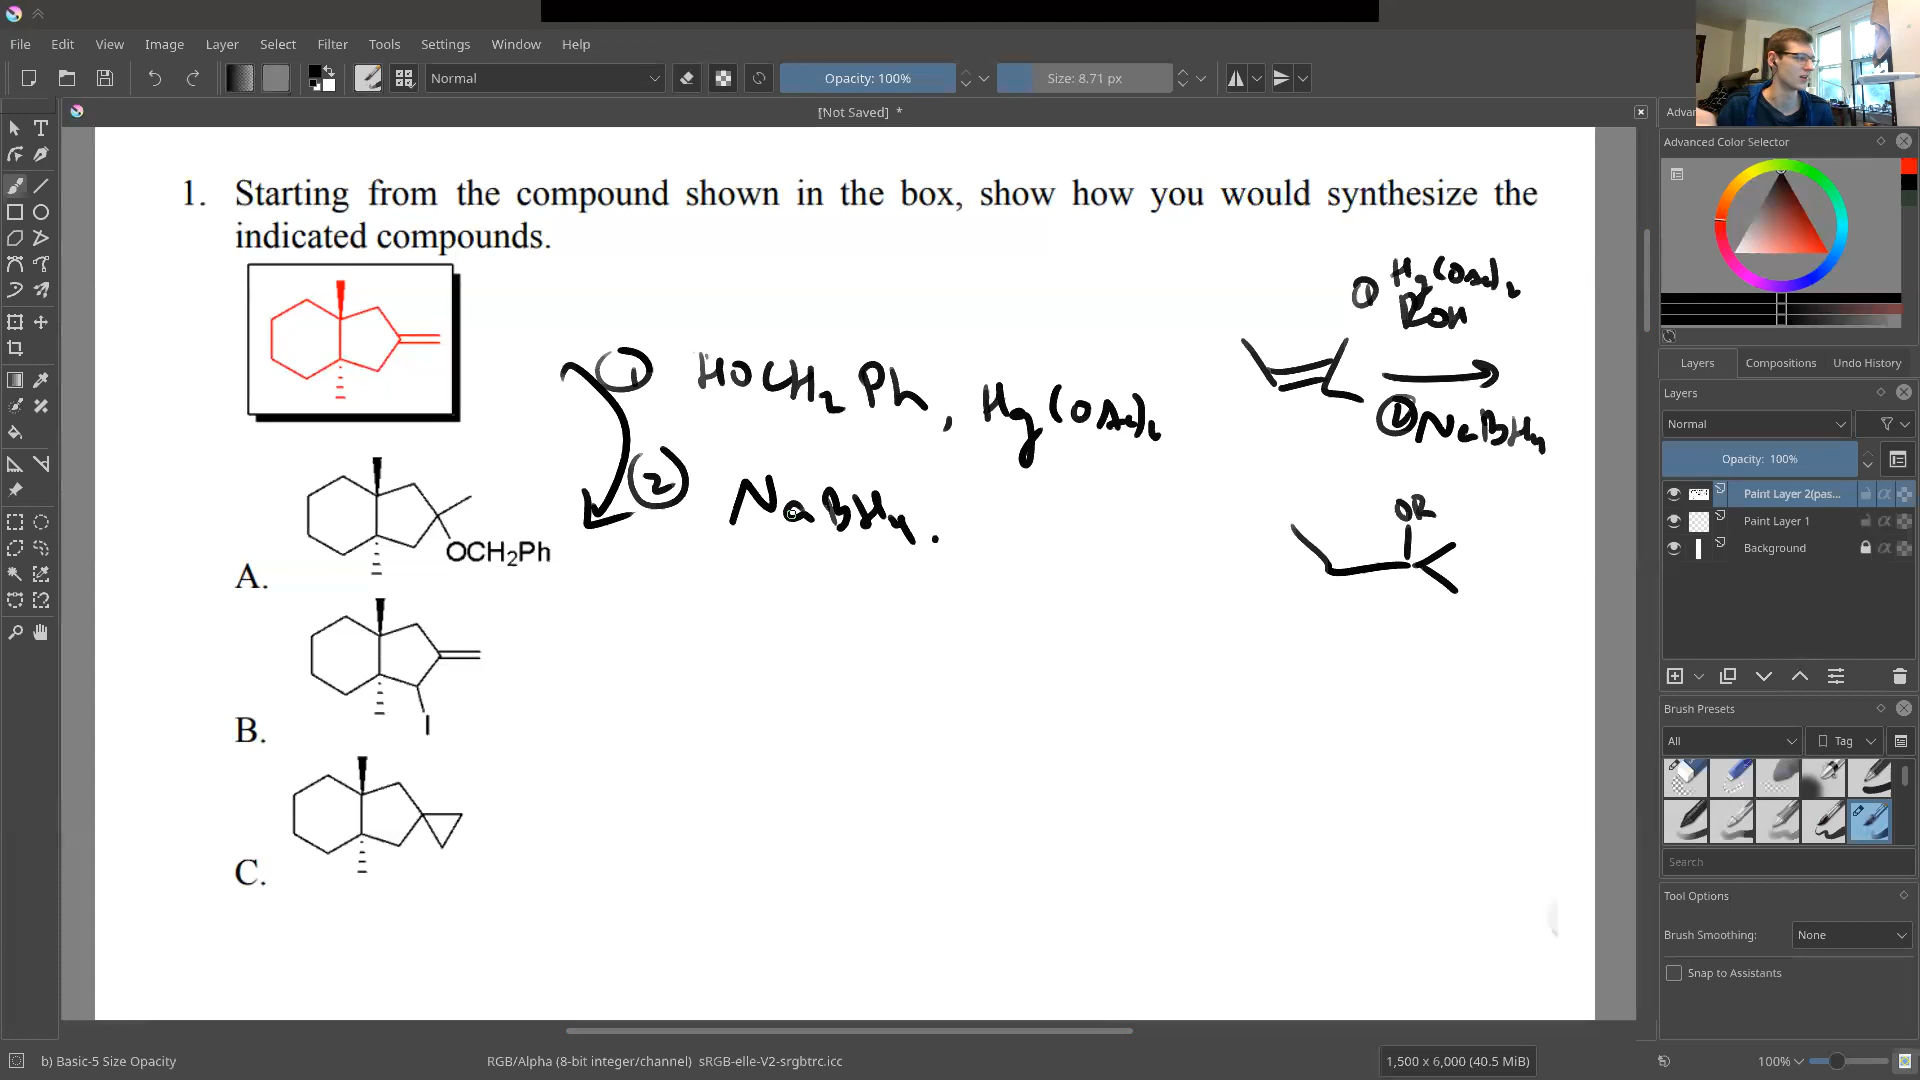 File Edit View Image Layer Select Filter Tools Settings Window Help
Normal
Opacity: 100%
Size: 8.71 px
[Not Saved] *
Advanced Color Selector
1. Starting from the compound shown in the box, show how you would synthesize the
indicated compounds.
① Hg(OAc)2
ROH
② NaBH4
OR
① HOCH2Ph, Hg(OAc)2
② NaBH4.
OCH2Ph
A.
I
B.
C.
Layers Compositions Undo History
Layers
Normal
Opacity: 100%
Paint Layer 2(pas...
Paint Layer 1
Background
Brush Presets
All
Tag
Search
Tool Options
Brush Smoothing: None
Snap to Assistants
b) Basic-5 Size Opacity
RGB/Alpha (8-bit integer/channel) sRGB-elle-V2-srgbtrc.icc
1,500 x 6,000 (40.5 MiB)
100%